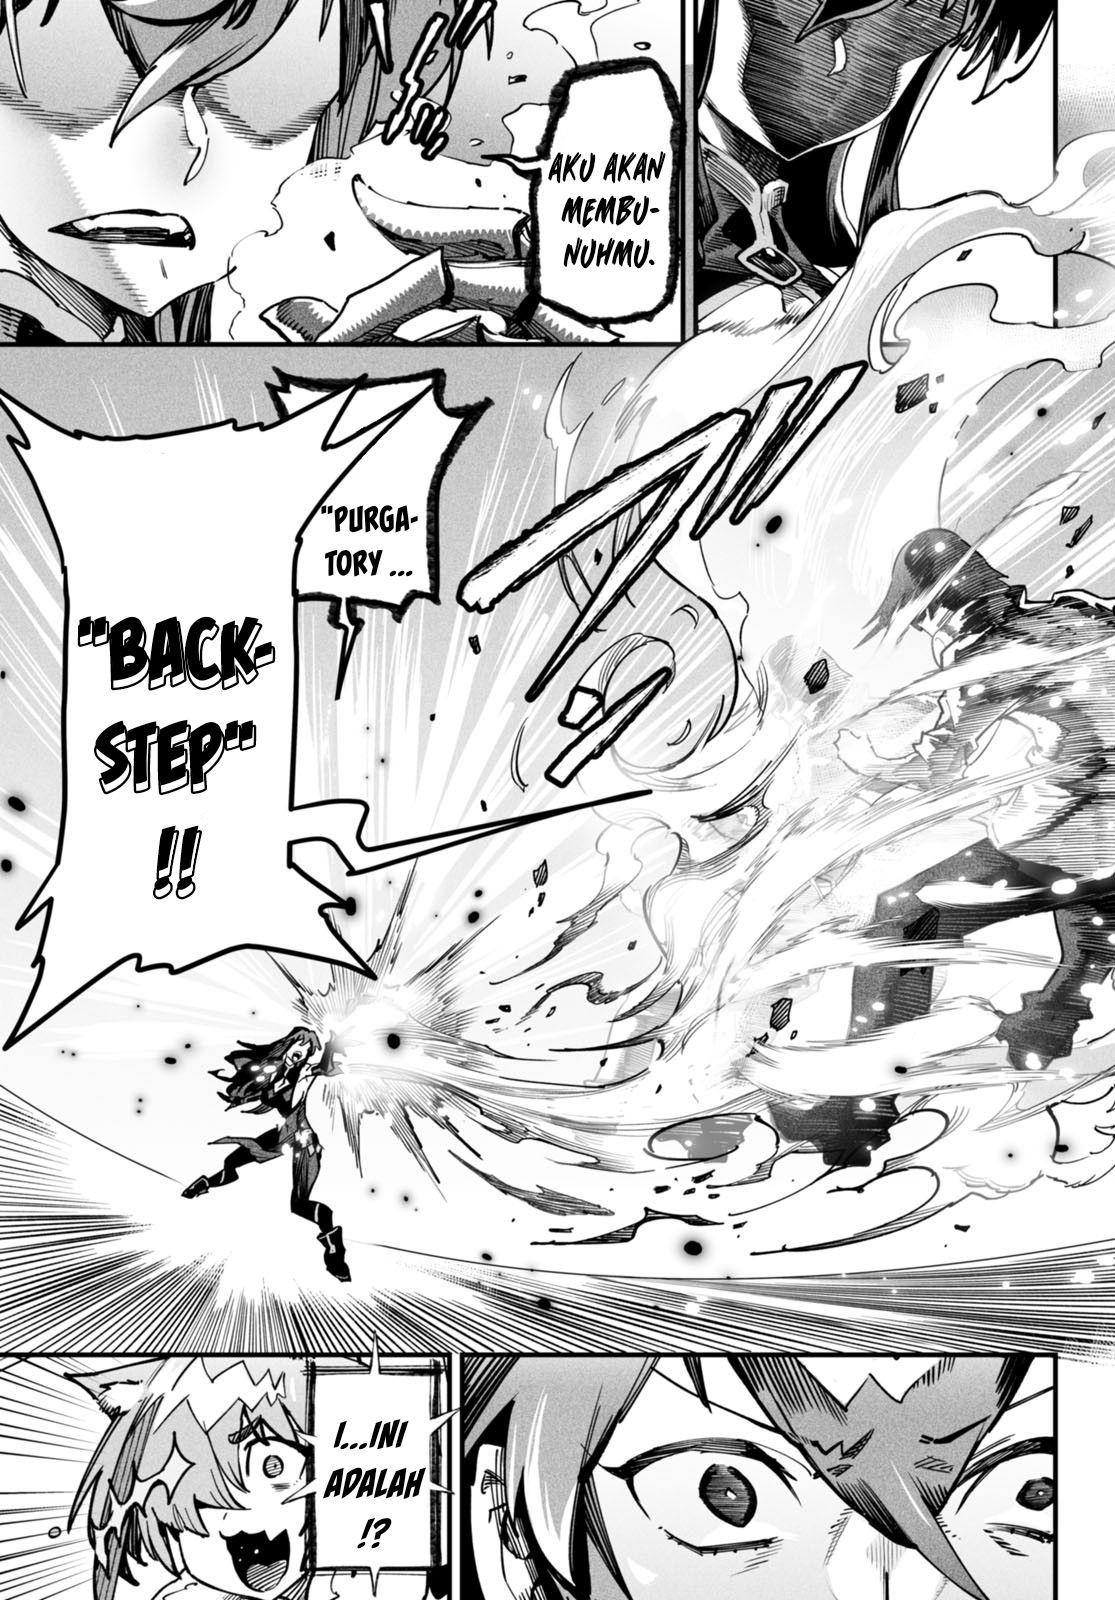 AKU AKAN
MEMBU-
NUHMU.
"PURGA-
TORY ...
"BACK-
STEP"
!!
I...INI
ADALAH
!?